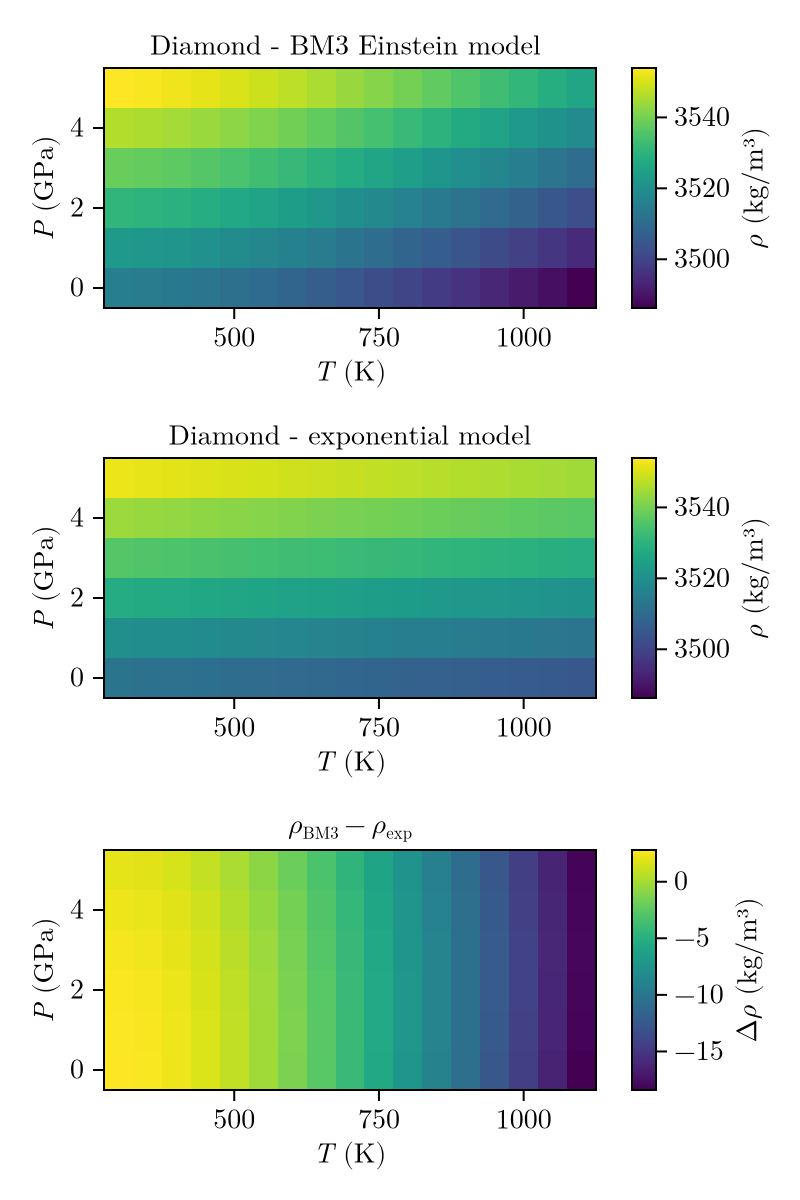 Diamond - BM3 Einstein model
4
2
0
P (GPa)
500 750 1000
T (K)
3540
3520
3500
ρ (kg/m³)
Diamond - exponential model
4
2
0
P (GPa)
500 750 1000
T (K)
3540
3520
3500
ρ (kg/m³)
ρBM3 − ρexp
4
2
0
P (GPa)
500 750 1000
T (K)
0
−5
−10
−15
Δρ (kg/m³)